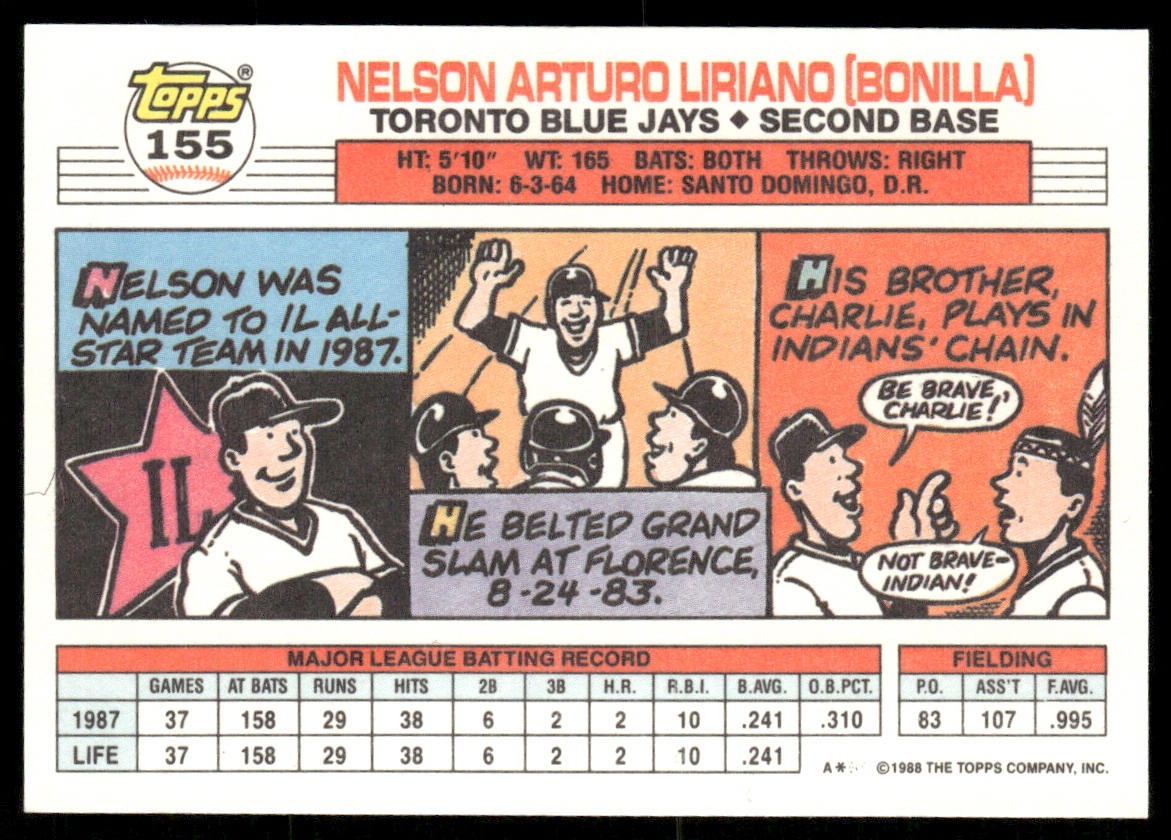 Topps®
155
NELSON ARTURO LIRIANO (BONILLA)
TORONTO BLUE JAYS ♦ SECOND BASE
HT: 5'10" WT: 165 BATS: BOTH THROWS: RIGHT
BORN: 6-3-64 HOME: SANTO DOMINGO, D.R.
NELSON WAS
NAMED TO IL ALL-
STAR TEAM IN 1987.
IL
HE BELTED GRAND
SLAM AT FLORENCE,
8-24-83.
HIS BROTHER,
CHARLIE, PLAYS IN
INDIANS' CHAIN.
BE BRAVE,
CHARLIE!'
NOT BRAVE-
INDIAN!
MAJOR LEAGUE BATTING RECORD
GAMES AT BATS RUNS HITS 2B 3B H.R. R.B.I. B.AVG. O.B.PCT.
1987 37 158 29 38 6 2 2 10 .241 .310
LIFE 37 158 29 38 6 2 2 10 .241
FIELDING
P.O. ASS'T F.AVG.
83 107 .995
A* ©1988 THE TOPPS COMPANY, INC.